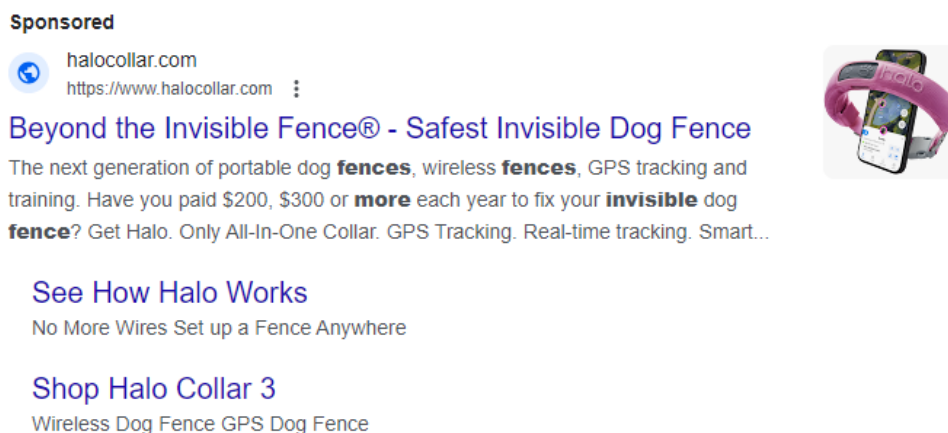 Sponsored
halocollar.com
https://www.halocollar.com
Beyond the Invisible Fence® - Safest Invisible Dog Fence
The next generation of portable dog fences, wireless fences, GPS tracking and
training. Have you paid $200, $300 or more each year to fix your invisible dog
fence? Get Halo. Only All-In-One Collar. GPS Tracking. Real-time tracking. Smart...
halo
See How Halo Works
No More Wires Set up a Fence Anywhere
Shop Halo Collar 3
Wireless Dog Fence GPS Dog Fence